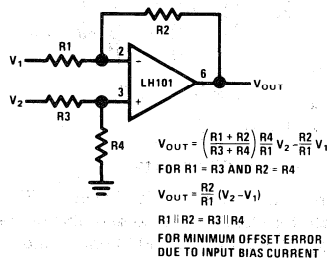 R2
R1
V1
2
−
LH101
6
VOUT
V2
3
+
R3
R4
VOUT = (R1 + R2 / R3 + R4) R4/R1 V2 − R2/R1 V1
FOR R1 = R3 AND R2 = R4
VOUT = R2/R1 (V2 − V1)
R1 || R2 = R3 || R4
FOR MINIMUM OFFSET ERROR
DUE TO INPUT BIAS CURRENT